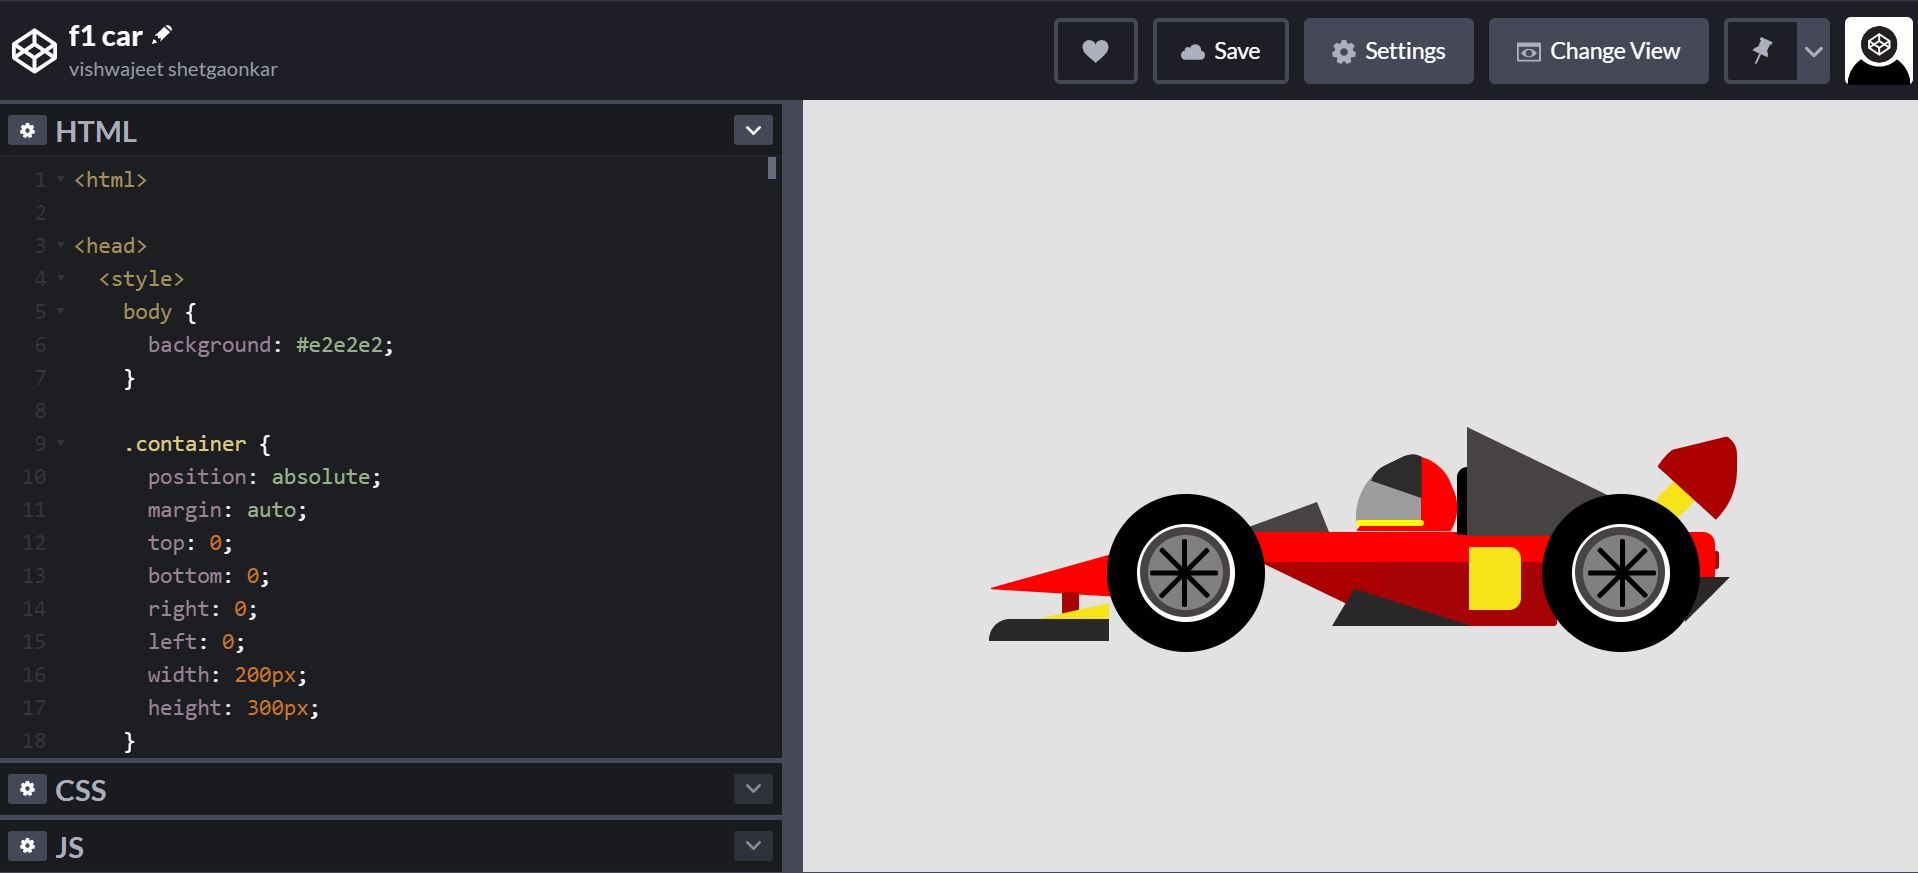 f1 car
vishwajeet shetgaonkar
Save
Settings
Change View
HTML
1 <html>
2
3 <head>
4 <style>
5 body {
6 background: #e2e2e2;
7 }
8
9 .container {
10 position: absolute;
11 margin: auto;
12 top: 0;
13 bottom: 0;
14 right: 0;
15 left: 0;
16 width: 200px;
17 height: 300px;
18 }
CSS
JS